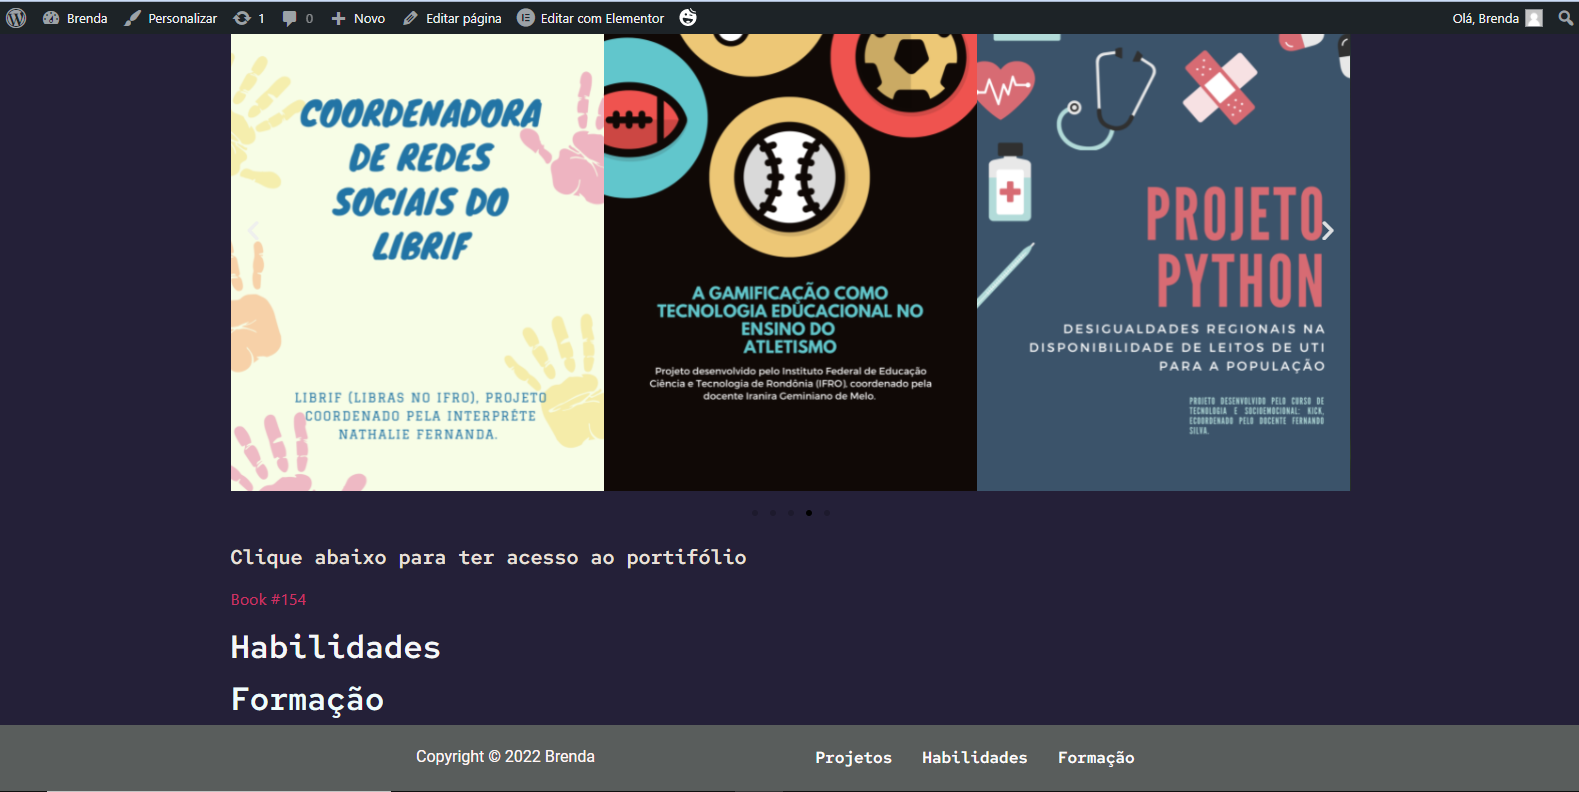 Brenda Personalizar 1 0 Novo Editar página Editar com Elementor Olá, Brenda
COORDENADORA
DE REDES
SOCIAIS DO
LIBRIF
LIBRIF (LIBRAS NO IFRO), PROJETO
COORDENADO PELA INTERPRÊTE
NATHALIE FERNANDA.
A GAMIFICAÇÃO COMO
TECNOLOGIA EDUCACIONAL NO
ENSINO DO
ATLETISMO
Projeto desenvolvido pelo Instituto Federal de Educação
Ciência e Tecnologia de Rondônia (IFRO), coordenado pela
docente Iranira Geminiano de Melo.
PROJETO
PYTHON
DESIGUALDADES REGIONAIS NA
DISPONIBILIDADE DE LEITOS DE UTI
PARA A POPULAÇÃO
PROJETO DESENVOLVIDO PELO CURSO DE
TECNOLOGIA E SOCIOEMOCIONAL: KICK,
ECOORDENADO PELO DOCENTE FERNANDO
SILVA.
Clique abaixo para ter acesso ao portifólio
Book #154
Habilidades
Formação
Copyright © 2022 Brenda
Projetos Habilidades Formação